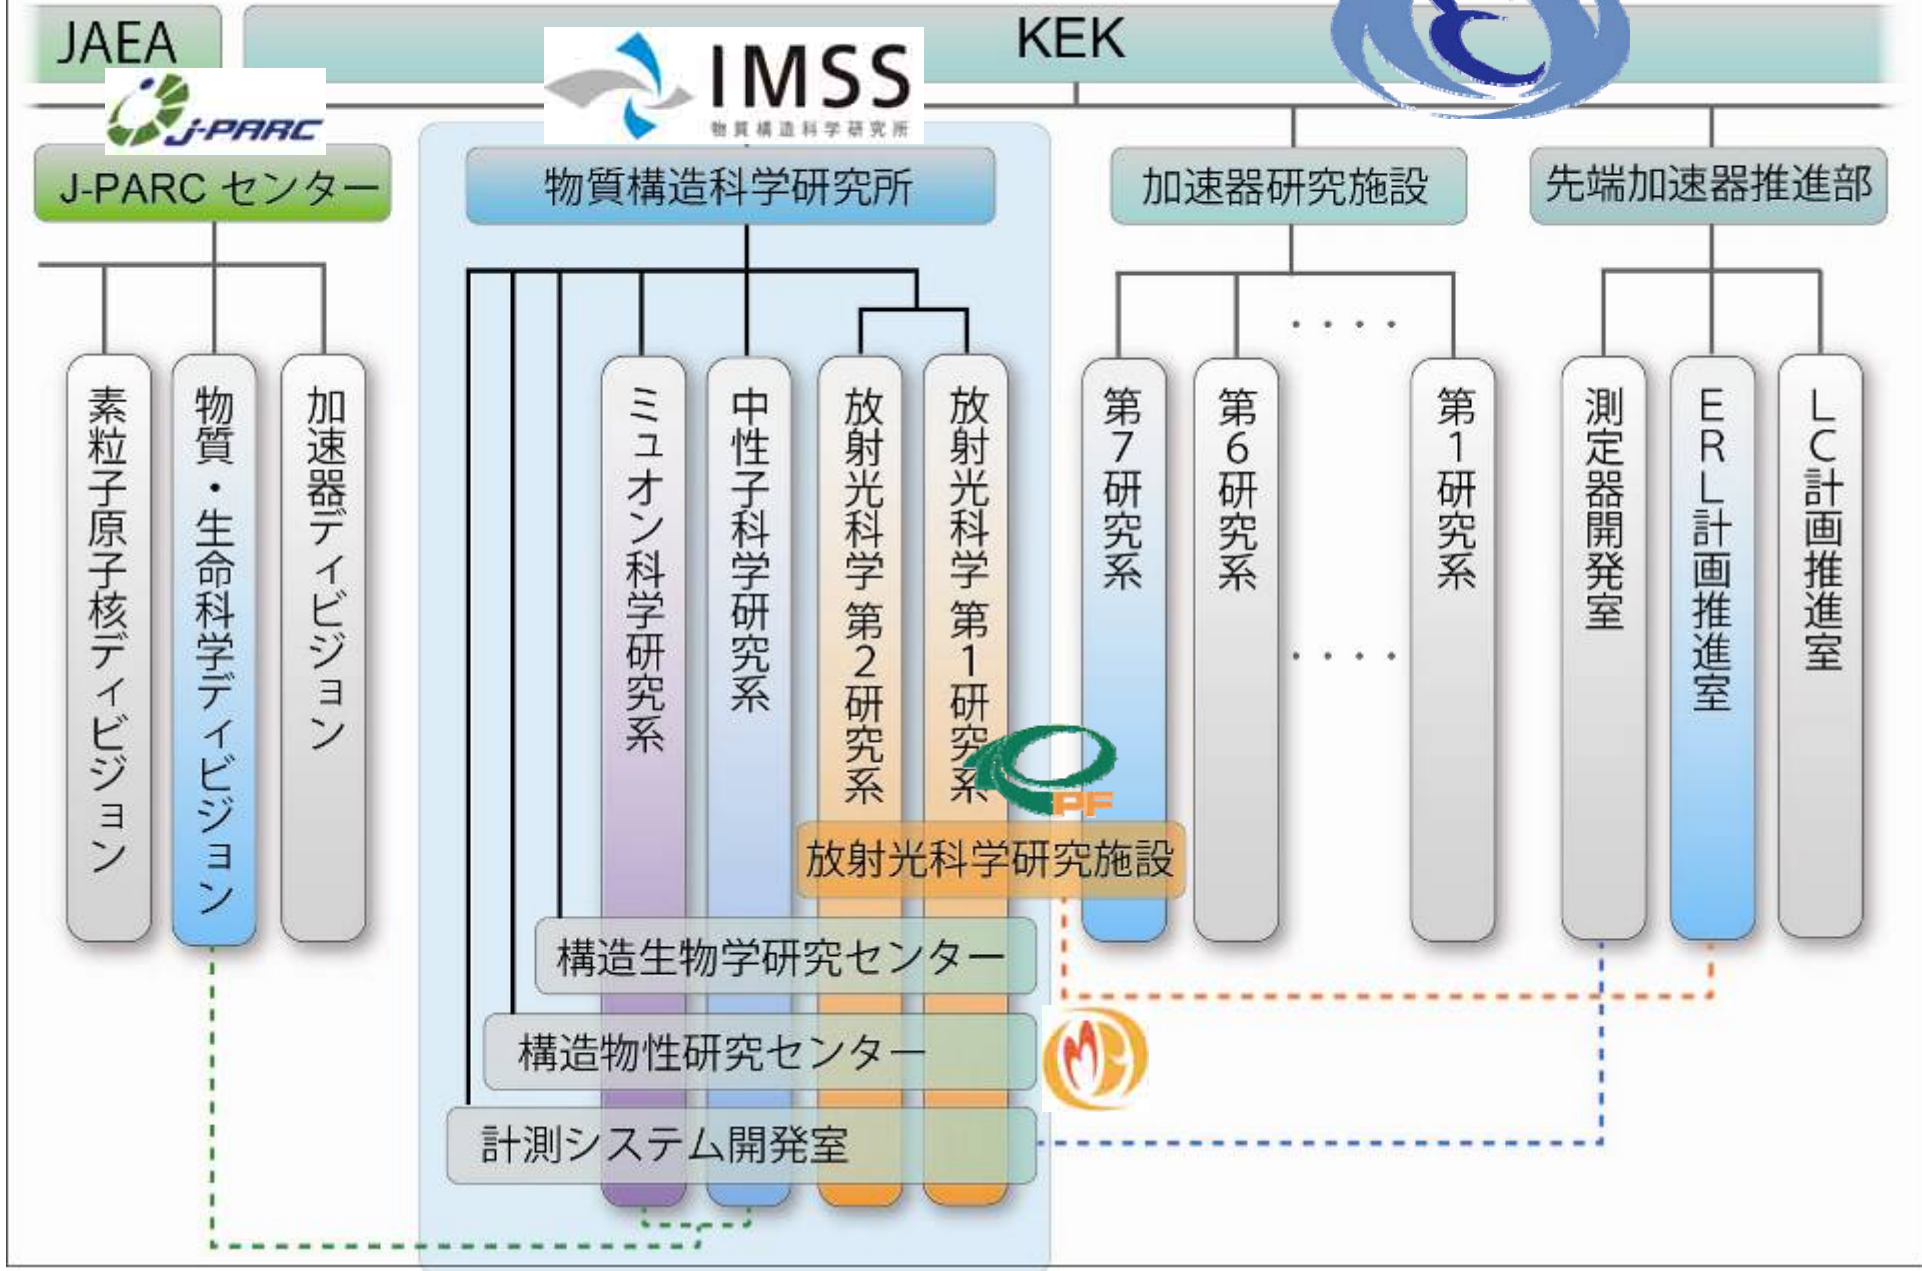 JAEA
KEK
J-PARC
IMSS
物質構造科学研究所
J-PARC センター
物質構造科学研究所
加速器研究施設
先端加速器推進部
素粒子原子核ディビジョン
物質・生命科学ディビジョン
加速器ディビジョン
ミュオン科学研究系
中性子科学研究系
放射光科学 第2研究系
放射光科学 第1研究系
第7研究系
第6研究系
・・・・
第1研究系
・・・・
測定器開発室
ERL計画推進室
LC計画推進室
PF
放射光科学研究施設
構造生物学研究センター
構造物性研究センター
計測システム開発室